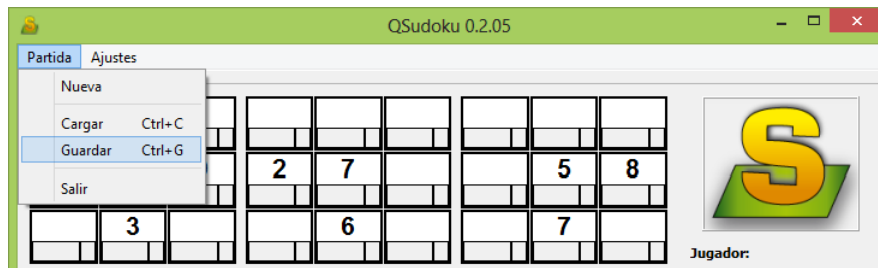 QSudoku 0.2.05
Partida Ajustes
Nueva
Cargar Ctrl+C
Guardar Ctrl+G
Salir
2 7 5 8
3 6 7
S
Jugador: